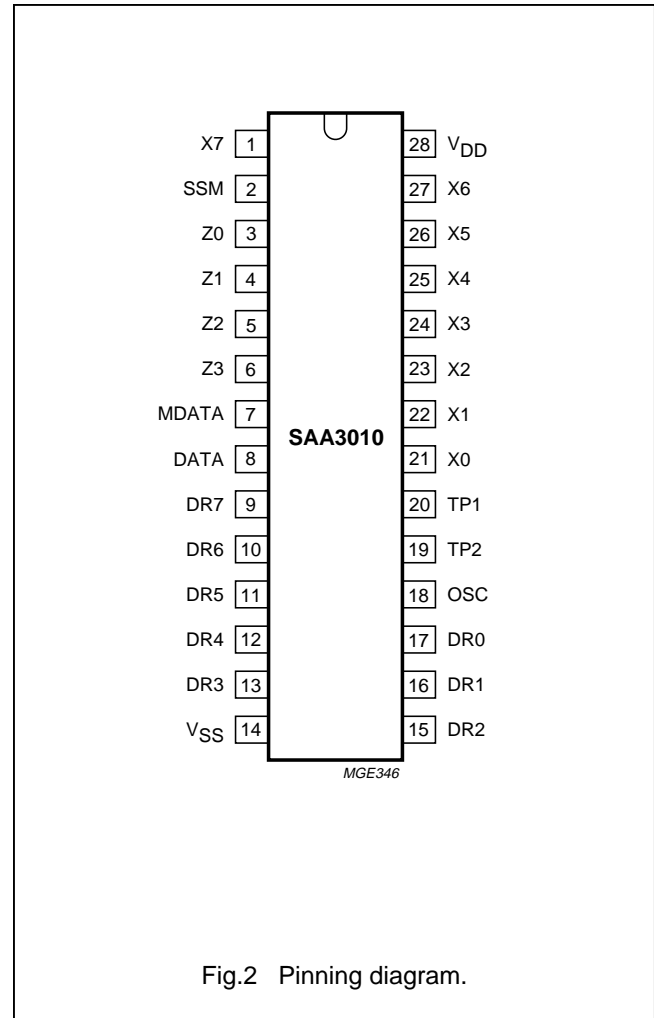 X7 1 28 VDD
SSM 2 27 X6
Z0 3 26 X5
Z1 4 25 X4
Z2 5 24 X3
Z3 6 23 X2
MDATA 7 22 X1
SAA3010
DATA 8 21 X0
DR7 9 20 TP1
DR6 10 19 TP2
DR5 11 18 OSC
DR4 12 17 DR0
DR3 13 16 DR1
VSS 14 15 DR2
MGE346
Fig.2 Pinning diagram.